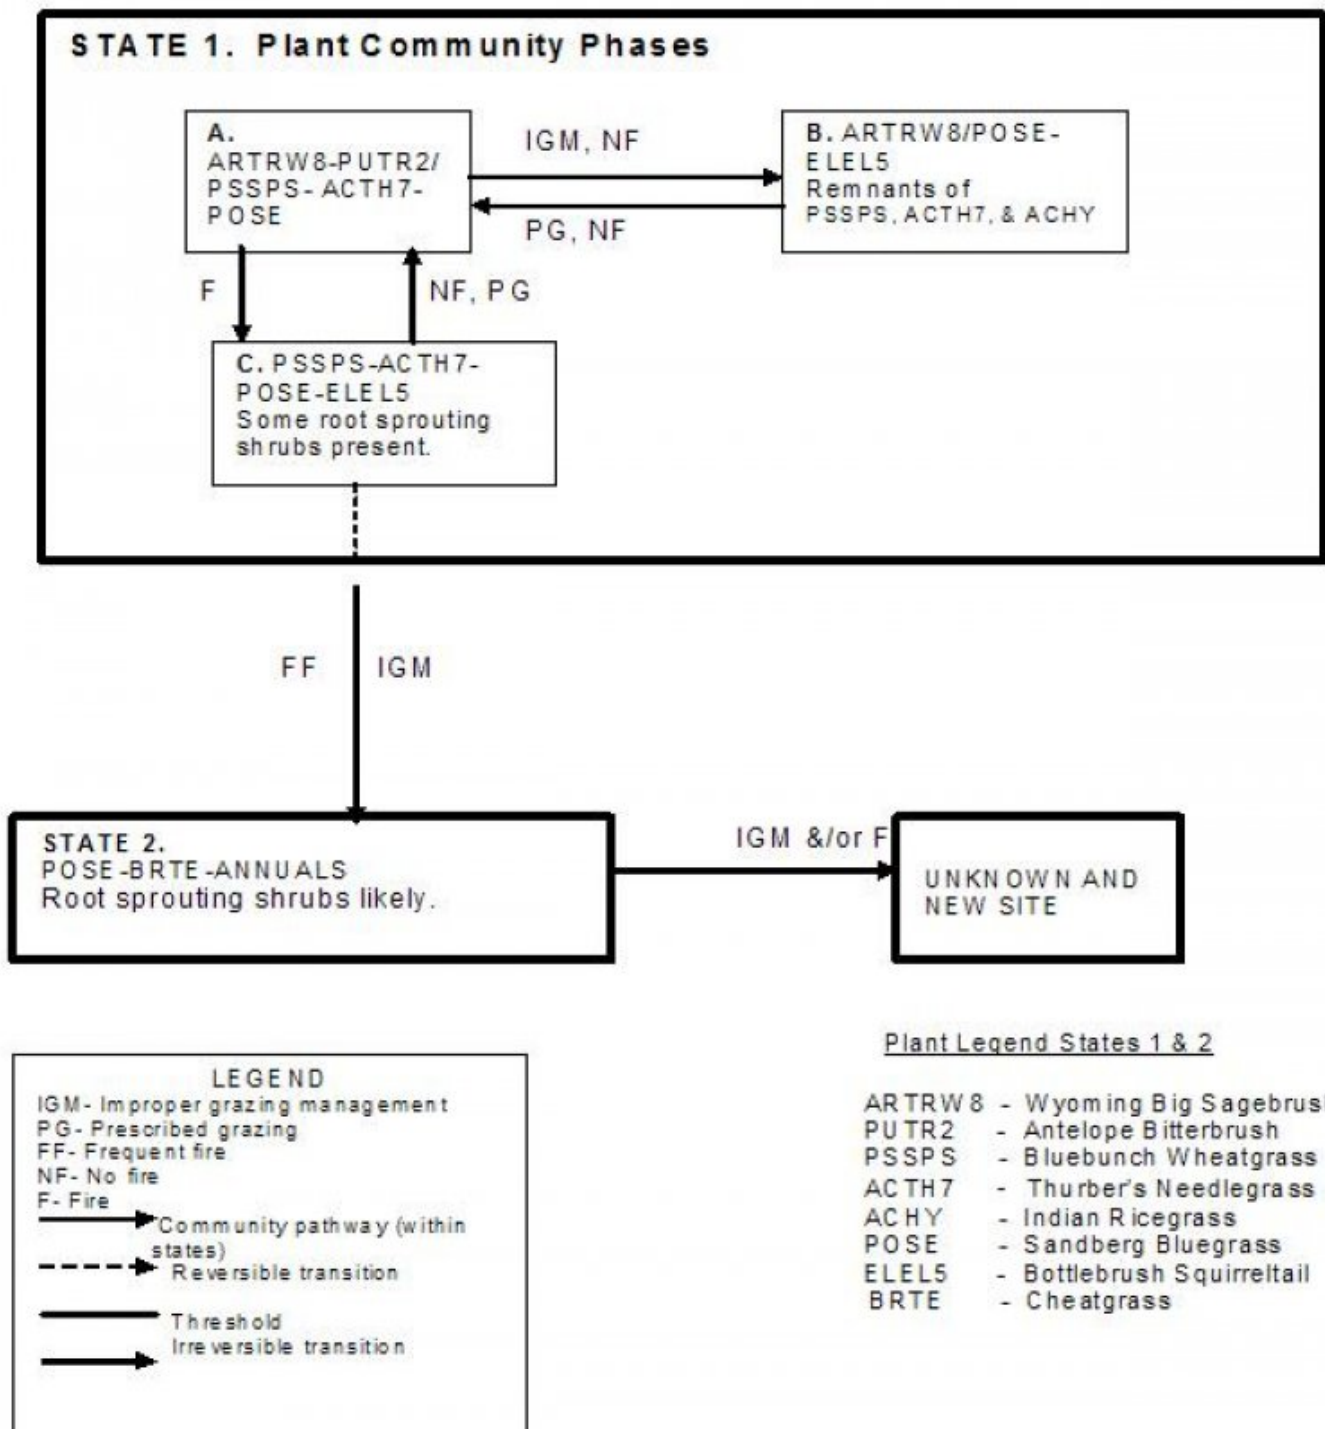 STATE 1. Plant Community Phases
A.
ARTRW8-PUTR2/
PSSPS- ACTH7-
POSE
IGM, NF
PG, NF
B. ARTRW8/POSE-
ELEL5
Remnants of
PSSPS, ACTH7, & ACHY
F
NF, PG
C. PSSPS-ACTH7-
POSE-ELEL5
Some root sprouting
shrubs present.
FF
IGM
STATE 2.
POSE-BRTE-ANNUALS
Root sprouting shrubs likely.
IGM &/or F
UNKNOWN AND
NEW SITE
LEGEND
IGM- Improper grazing management
PG- Prescribed grazing
FF- Frequent fire
NF- No fire
F- Fire
Community pathway (within
states)
Reversible transition
Threshold
Irreversible transition
Plant Legend States 1 & 2
ARTRW8 - Wyoming Big Sagebrus
PUTR2 - Antelope Bitterbrush
PSSPS - Bluebunch Wheatgrass
ACTH7 - Thurber's Needlegrass
ACHY - Indian Ricegrass
POSE - Sandberg Bluegrass
ELEL5 - Bottlebrush Squirreltail
BRTE - Cheatgrass